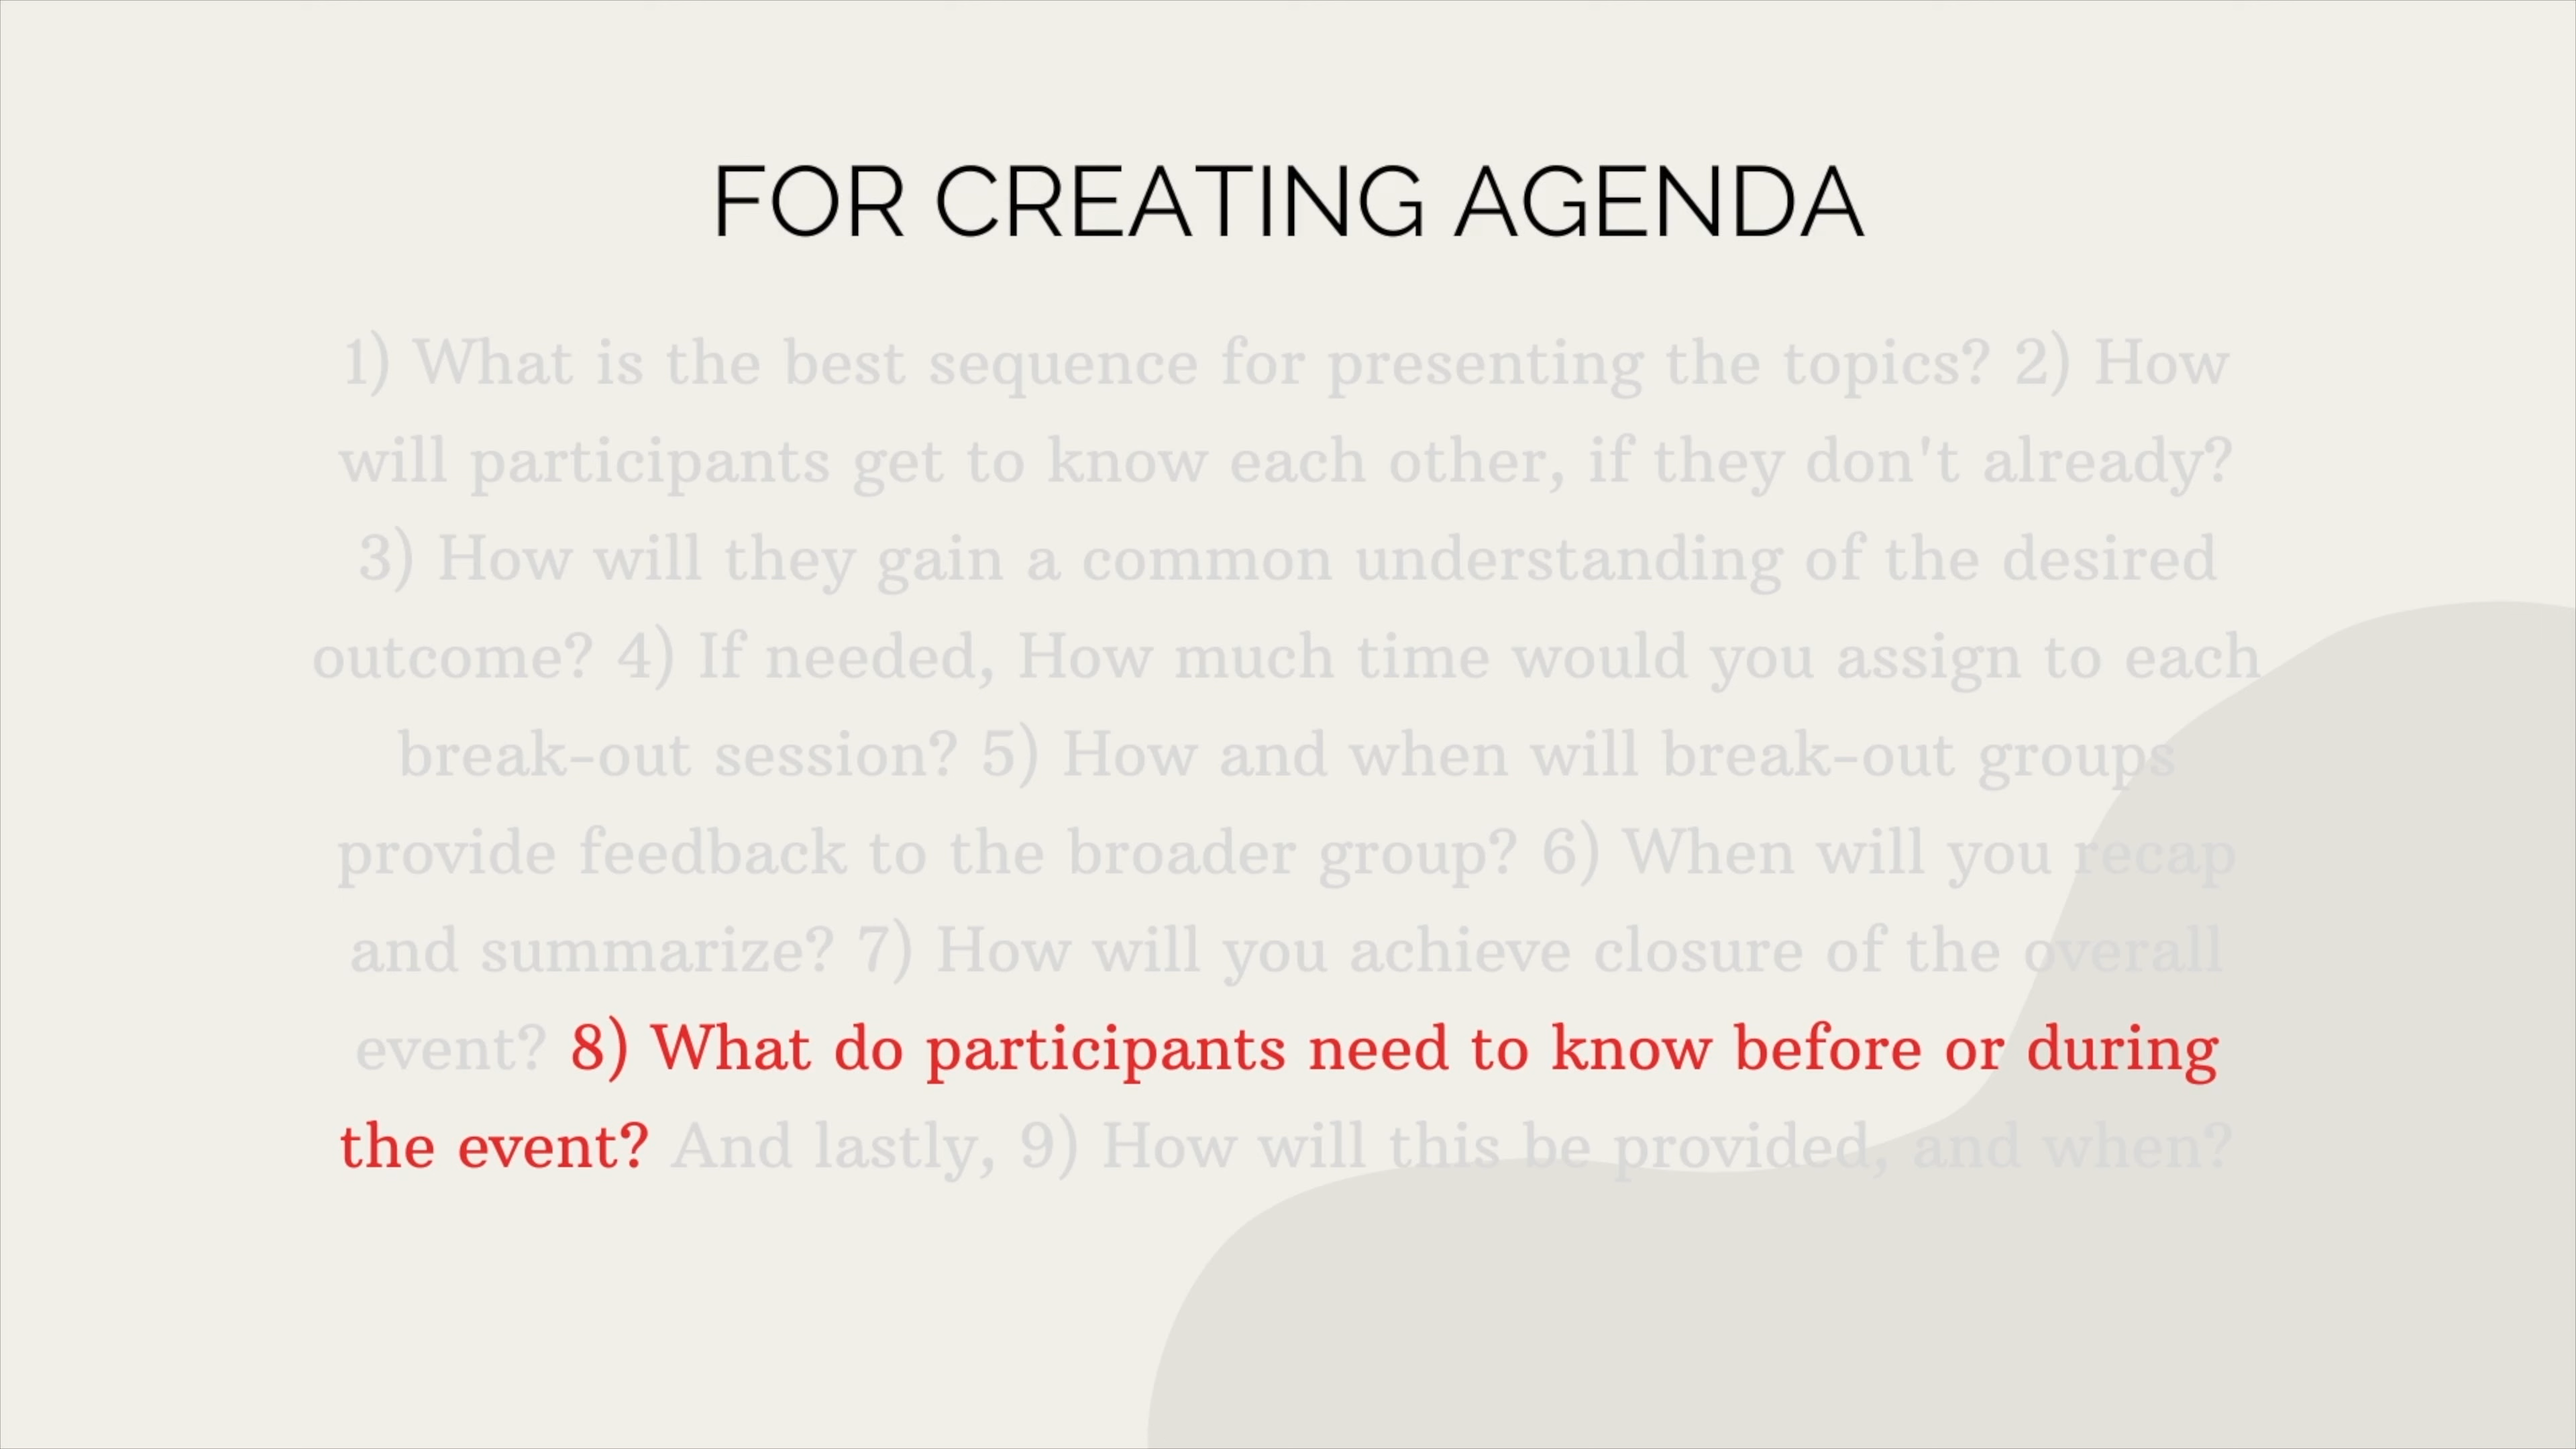 FOR CREATING AGENDA
1) What is the best sequence for presenting the topics? 2) How
will participants get to know each other, if they don't already?
3) How will they gain a common understanding of the desired
outcome? 4) If needed, How much time would you assign to each
break-out session? 5) How and when will break-out groups
provide feedback to the broader group? 6) When will you recap
and summarize? 7) How will you achieve closure of the overall
event? 8) What do participants need to know before or during
the event? And lastly, 9) How will this be provided, and when?